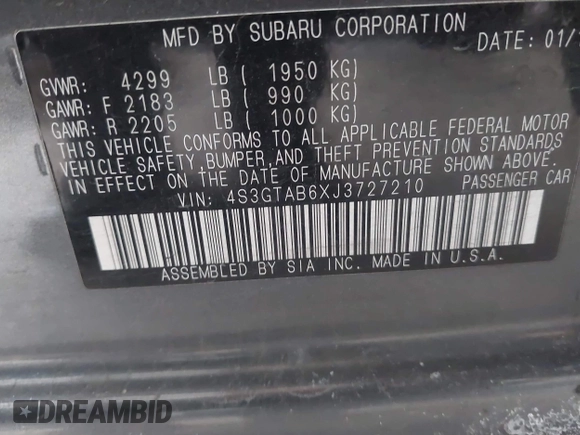 MFD BY SUBARU CORPORATION
DATE: 01/
GVWR: 4299 LB ( 1950 KG)
GAWR: F 2183 LB ( 990 KG)
GAWR: R 2205 LB ( 1000 KG)
THIS VEHICLE CONFORMS TO ALL APPLICABLE FEDERAL MOTOR
VEHICLE SAFETY, BUMPER, AND THEFT PREVENTION STANDARDS
IN EFFECT ON THE DATE OF MANUFACTURE SHOWN ABOVE.
VIN: 4S3GTAB6XJ3727210 PASSENGER CAR
ASSEMBLED BY SIA INC. MADE IN U.S.A.
DREAMBID